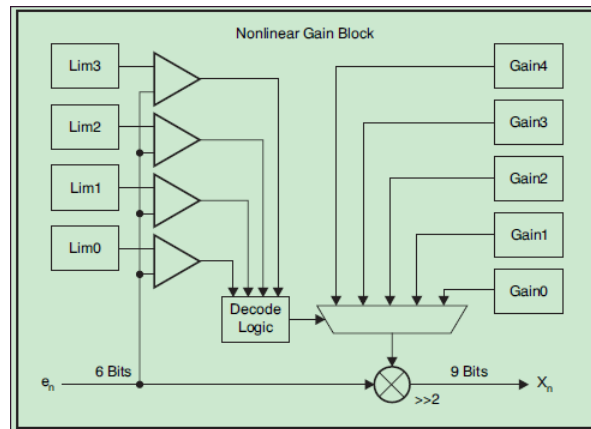 Nonlinear Gain Block
Lim3
Gain4
Lim2
Gain3
Lim1
Gain2
Lim0
Gain1
Gain0
Decode
Logic
6 Bits
9 Bits
en
Xn
>>2